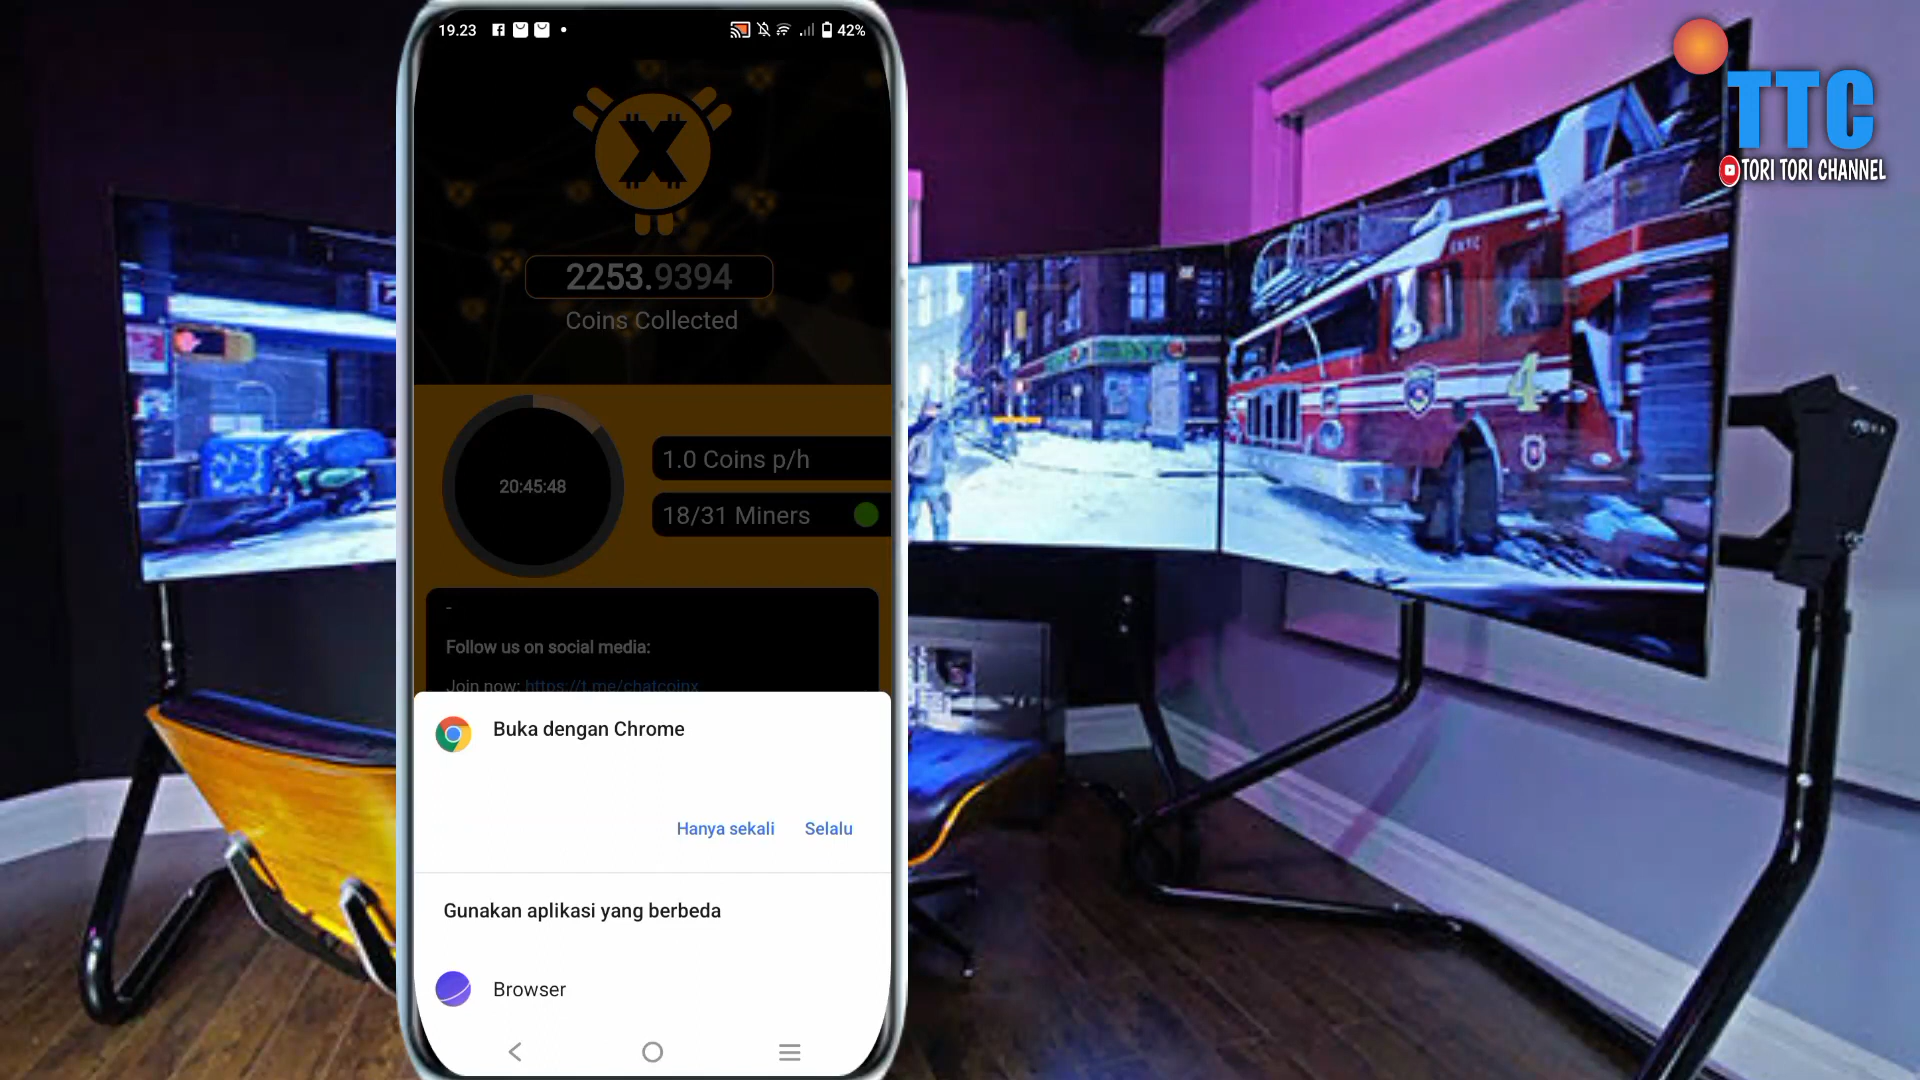 19.23
42%
TTC
TORI TORI CHANNEL
X
2253.9394
Coins Collected
20:45:48
1.0 Coins p/h
18/31 Miners
-
Follow us on social media:
Join now: https://t.me/chatcoinx
Buka dengan Chrome
Hanya sekali
Selalu
Gunakan aplikasi yang berbeda
Browser
4